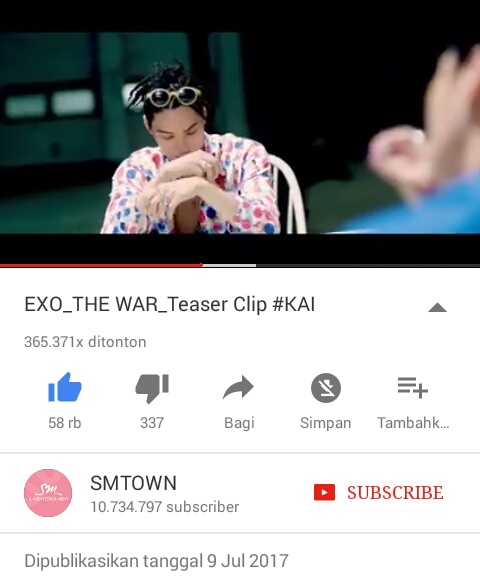 EXO_THE WAR_Teaser Clip #KAI
365.371x ditonton
58 rb
337
Bagi
Simpan
Tambahk...
SM
SMTOWN
10.734.797 subscriber
SUBSCRIBE
Dipublikasikan tanggal 9 Jul 2017